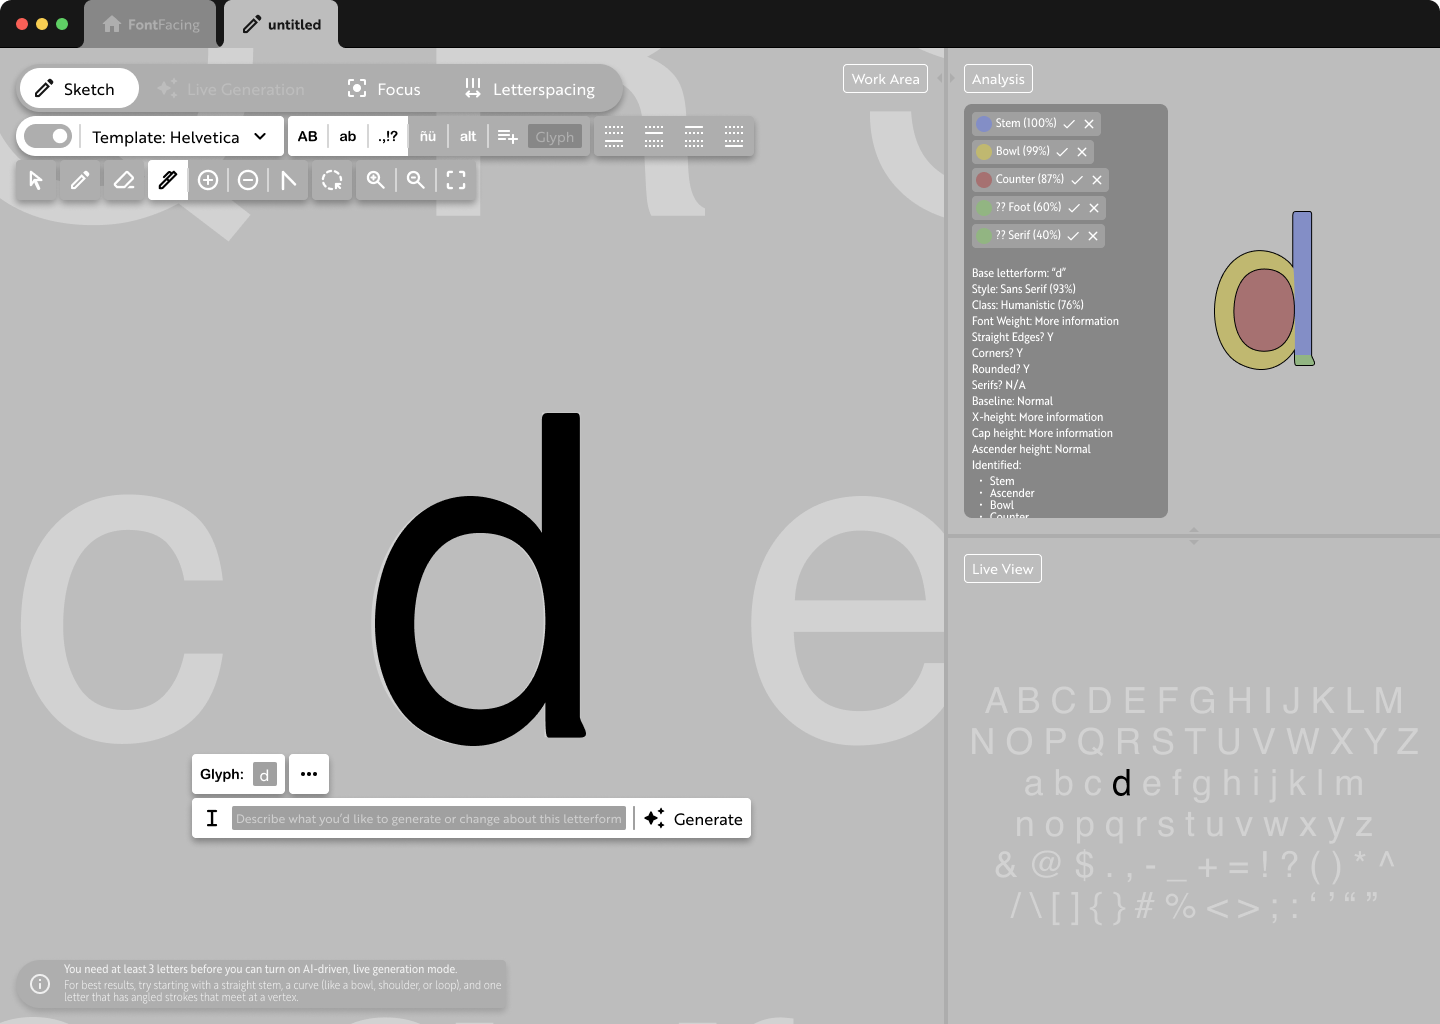 FontFacing
untitled
Sketch
Live Generation
Focus
Letterspacing
Work Area
Template: Helvetica
AB
ab
.,!?
ñü
alt
Glyph
c d e
Glyph: d
•••
Describe what you'd like to generate or change about this letterform
Generate
You need at least 3 letters before you can turn on AI-driven, live generation mode.
For best results, try starting with a straight stem, a curve (like a bowl, shoulder, or loop), and one
letter that has angled strokes that meet at a vertex.
Analysis
Stem (100%)
Bowl (99%)
Counter (87%)
?? Foot (60%)
?? Serif (40%)
Base letterform: “d”
Style: Sans Serif (93%)
Class: Humanistic (76%)
Font Weight: More information
Straight Edges? Y
Corners? Y
Rounded? Y
Serifs? N/A
Baseline: Normal
X-height: More information
Cap height: More information
Ascender height: Normal
Identified:
• Stem
• Ascender
• Bowl
• Counter
d
Live View
A B C D E F G H I J K L M
N O P Q R S T U V W X Y Z
a b c d e f g h i j k l m
n o p q r s t u v w x y z
& @ $ . , - _ + = ! ? ( ) * ^
/ \ [ ] { } # % < > ; : ‘ ’ “ ”